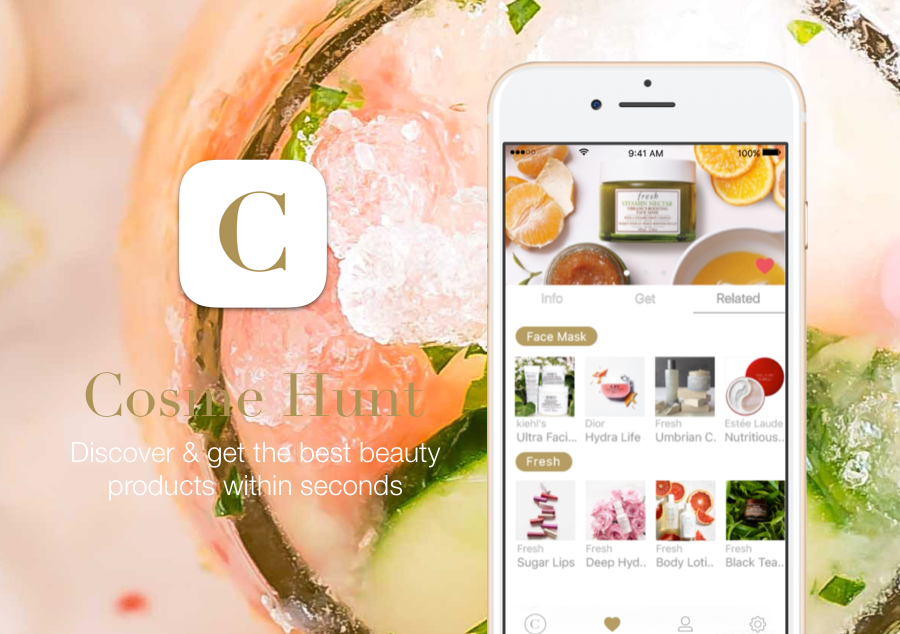 C
Cosme Hunt
Discover & get the best beauty
products within seconds
9:41 AM
100%
fresh
VITAMIN NECTAR
Info
Get
Related
Face Mask
kiehl's
Dior
Fresh
Estée Laude
Ultra Faci...
Hydra Life
Umbrian C.
Nutritious..
Fresh
Fresh
Fresh
Fresh
Fresh
Sugar Lips
Deep Hyd..
Body Loti..
Black Tea..
C